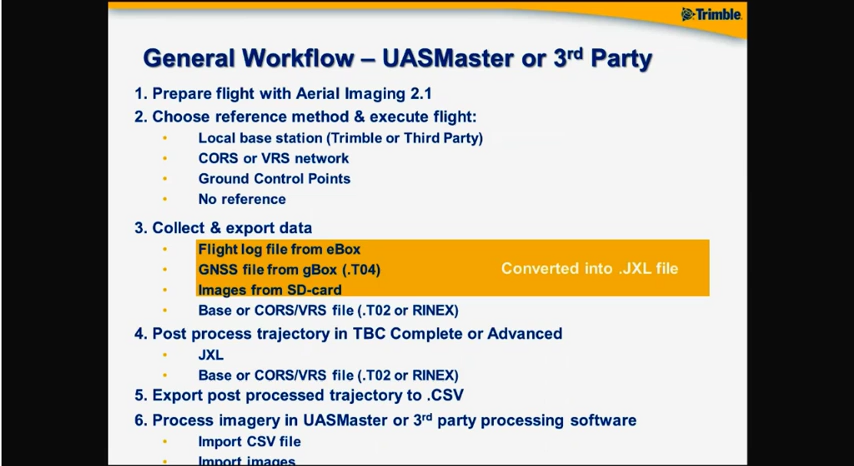 Trimble
General Workflow – UASMaster or 3rd Party
1. Prepare flight with Aerial Imaging 2.1
2. Choose reference method & execute flight:
• Local base station (Trimble or Third Party)
• CORS or VRS network
• Ground Control Points
• No reference
3. Collect & export data
• Flight log file from eBox
• GNSS file from gBox (.T04) Converted into .JXL file
• Images from SD-card
• Base or CORS/VRS file (.T02 or RINEX)
4. Post process trajectory in TBC Complete or Advanced
• JXL
• Base or CORS/VRS file (.T02 or RINEX)
5. Export post processed trajectory to .CSV
6. Process imagery in UASMaster or 3rd party processing software
• Import CSV file
• Import images